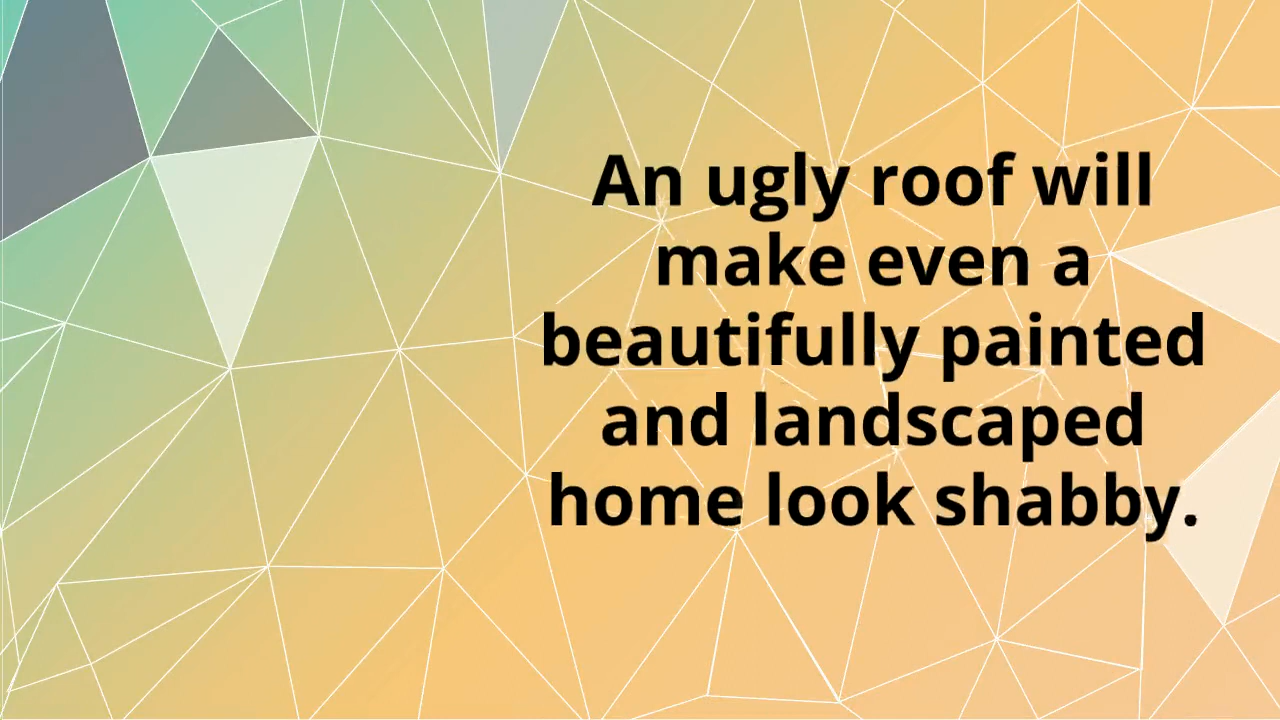 An ugly roof will
make even a
beautifully painted
and landscaped
home look shabby.